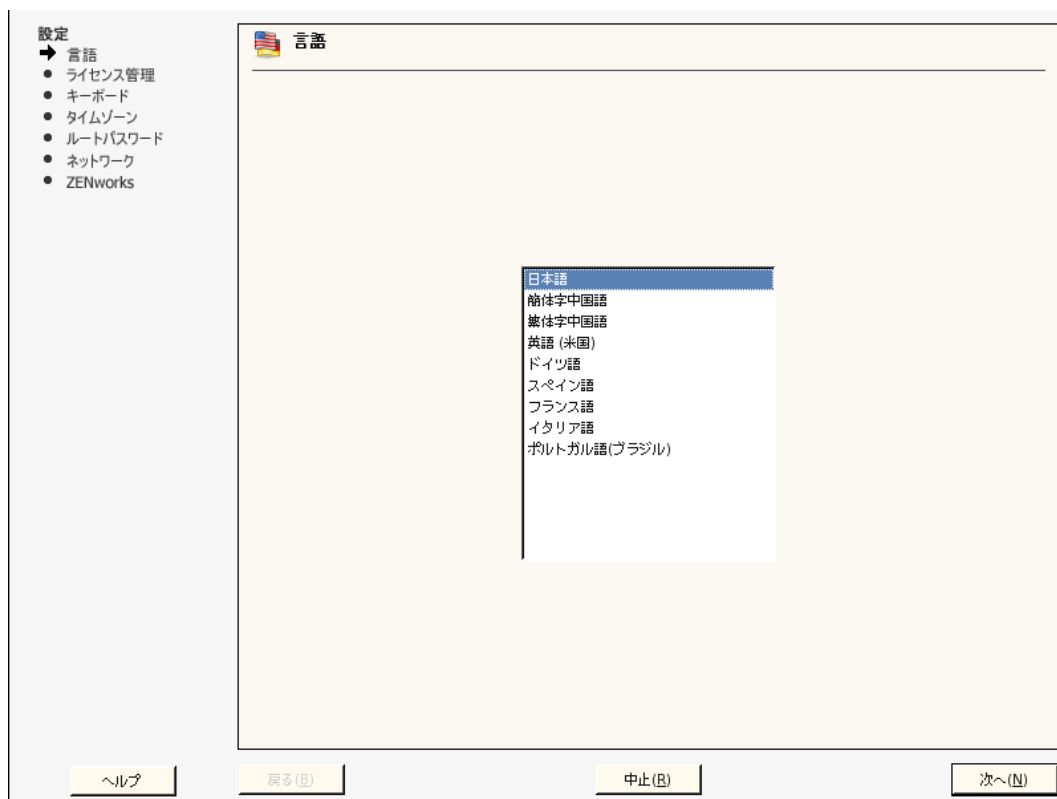 設定
言語
ライセンス管理
キーボード
タイムゾーン
ルートパスワード
ネットワーク
ZENworks
言語
日本語
簡体字中国語
繁体字中国語
英語 (米国)
ドイツ語
スペイン語
フランス語
イタリア語
ポルトガル語(ブラジル)
ヘルプ
戻る(B)
中止(R)
次へ(N)